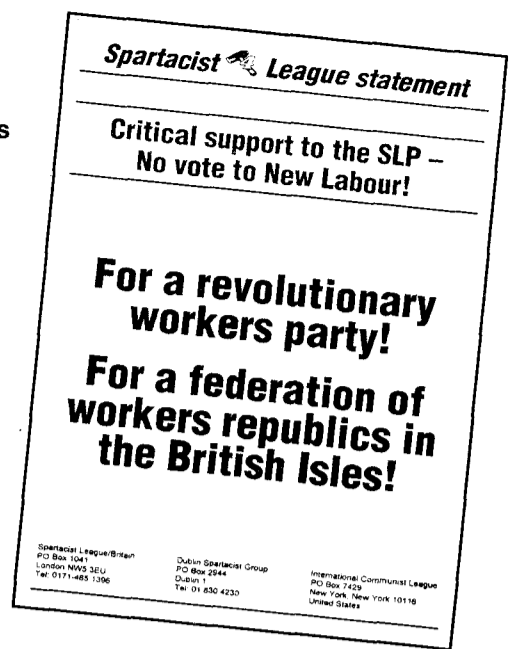 s
Spartacist League statement
Critical support to the SLP –
No vote to New Labour!
For a revolutionary
workers party!
For a federation of
workers republics in
the British Isles!
Spartacist League/Britain
PO Box 1041
London NW5 3EU
Tel: 0171-485 1396
Dublin Spartacist Group
PO Box 2944
Dublin 1
Tel: 01 830 4230
International Communist League
PO Box 7429
New York, New York 10116
United States